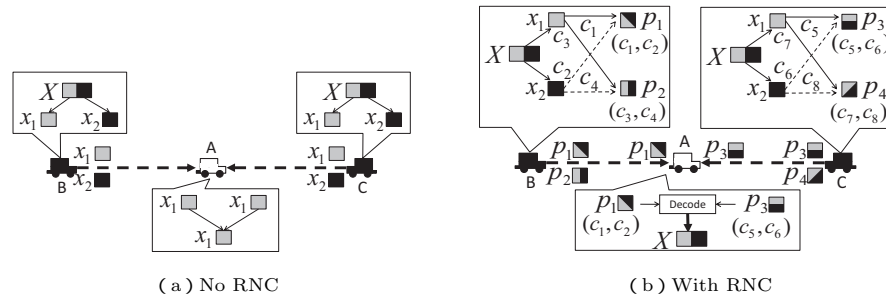 X
x1
x2
X
x1
x2
A
x1
x1
B
x2
x2
C
x1
x1
x1
(a) No RNC
x1
c1
p1
X
c3
(c1, c2)
c2
x2
c4
p2
(c3, c4)
x1
c5
p3
X
c7
(c5, c6)
c6
x2
c8
p4
(c7, c8)
A
p1
p1
p3
p3
B
p2
p4
C
p1
Decode
p3
(c1, c2)
(c5, c6)
X
(b) With RNC